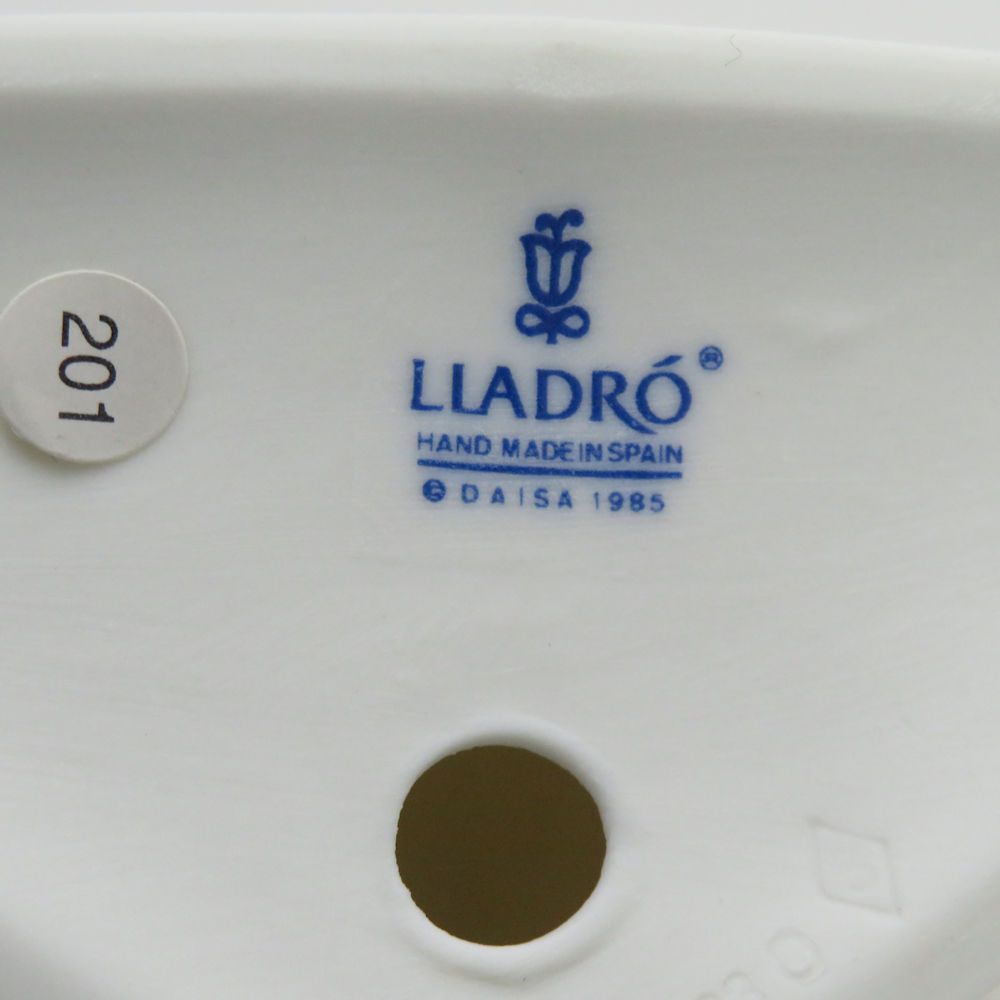 201
LLADRÓ®
HAND MADE IN SPAIN
© DAISA 1985